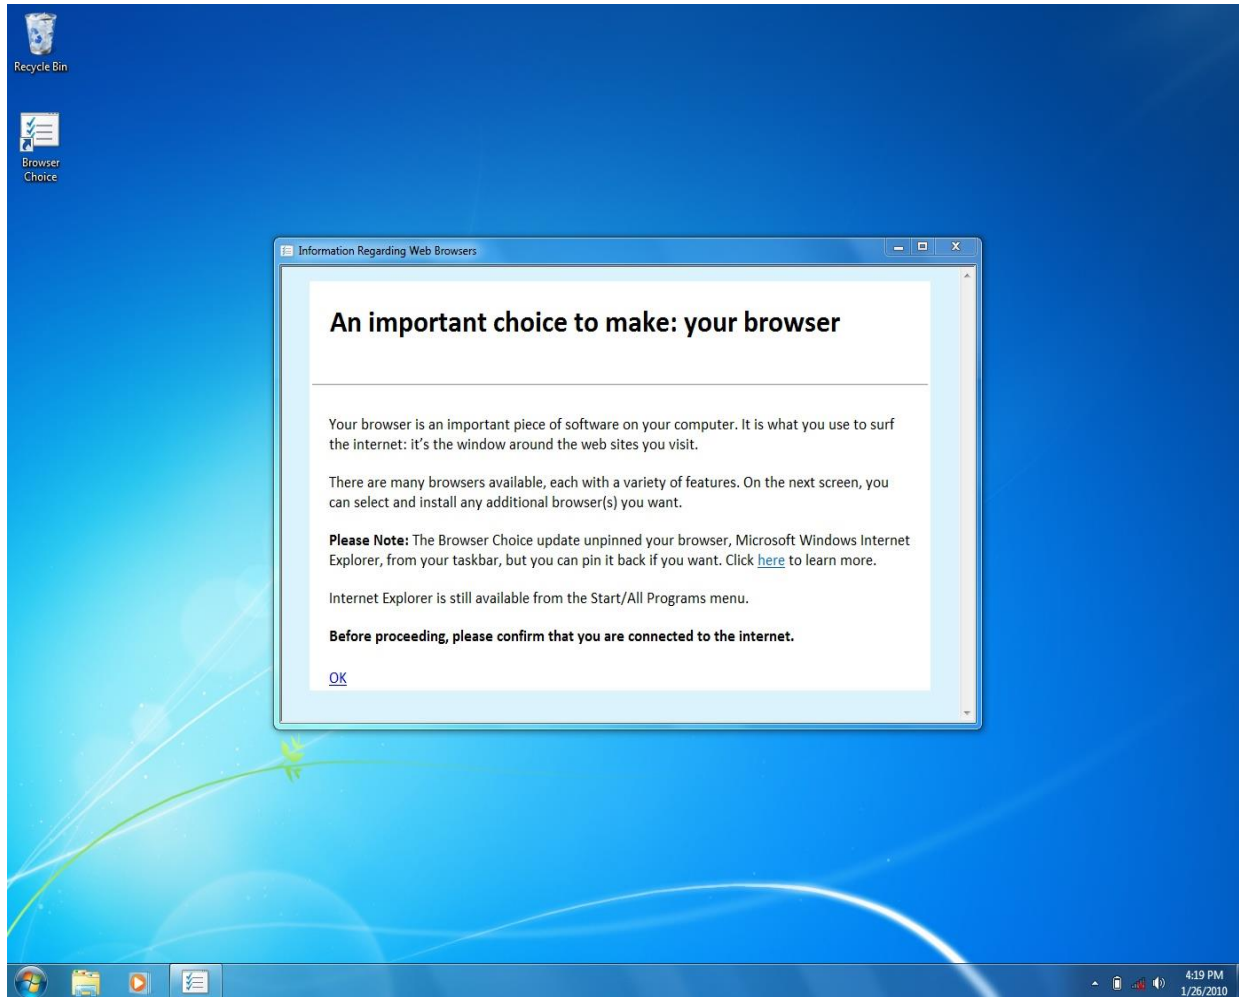 Recycle Bin
Browser
Choice
Information Regarding Web Browsers
An important choice to make: your browser
Your browser is an important piece of software on your computer. It is what you use to surf
the internet: it’s the window around the web sites you visit.
There are many browsers available, each with a variety of features. On the next screen, you
can select and install any additional browser(s) you want.
Please Note: The Browser Choice update unpinned your browser, Microsoft Windows Internet
Explorer, from your taskbar, but you can pin it back if you want. Click here to learn more.
Internet Explorer is still available from the Start/All Programs menu.
Before proceeding, please confirm that you are connected to the internet.
OK
4:19 PM
1/26/2010